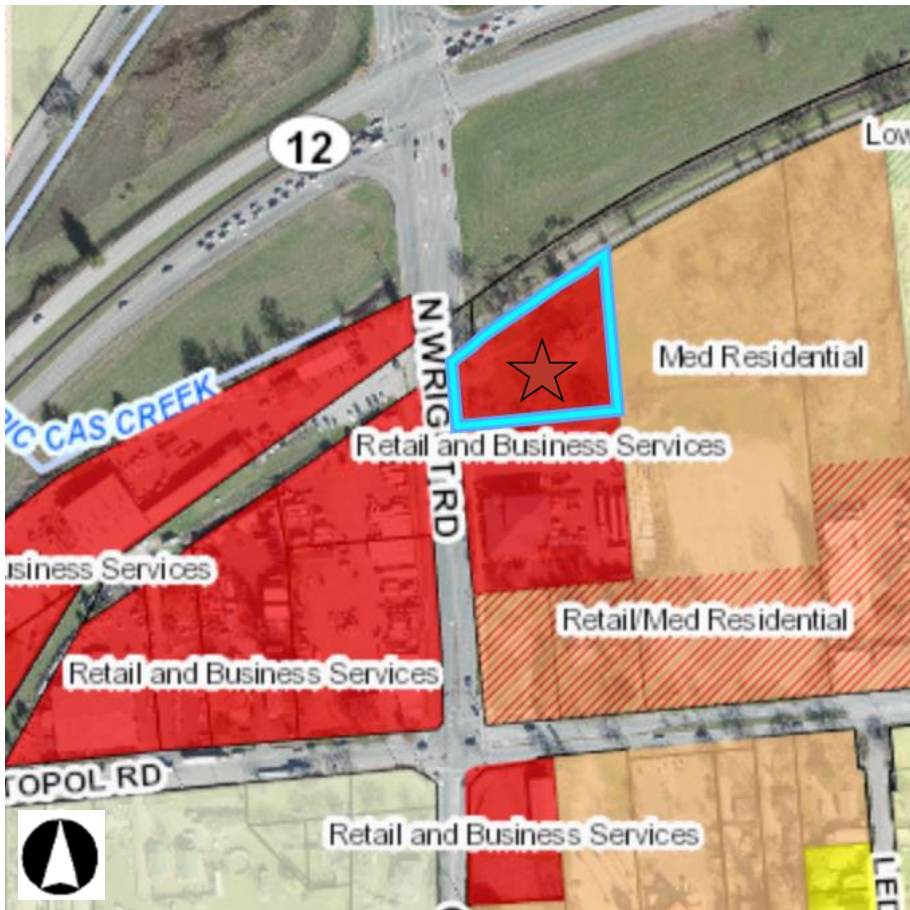 12
Low
Med Residential
N WRIGHT RD
CAS CREEK
Retail and Business Services
usiness Services
Retail/Med Residential
Retail and Business Services
TOPOL RD
Retail and Business Services
LED